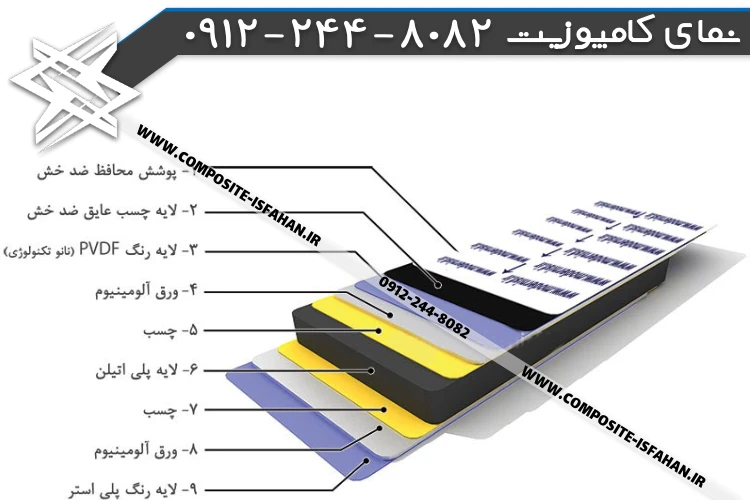 نمای کامپوزیت ۰۹۱۲-۲۴۴-۸۰۸۲
WWW.COMPOSITE-ISFAHAN.IR
۱- پوشش محافظ ضد خش
۲- لایه چسب عایق ضد خش
۳- لایه رنگ PVDF (نانو تکنولوژی)
۴- ورق آلومینیوم
۵- چسب
۶- لایه پلی اتیلن
۷- چسب
۸- ورق آلومینیوم
۹- لایه رنگ پلی استر
0912-244-8082
WWW.COMPOSITE-ISFAHAN.IR